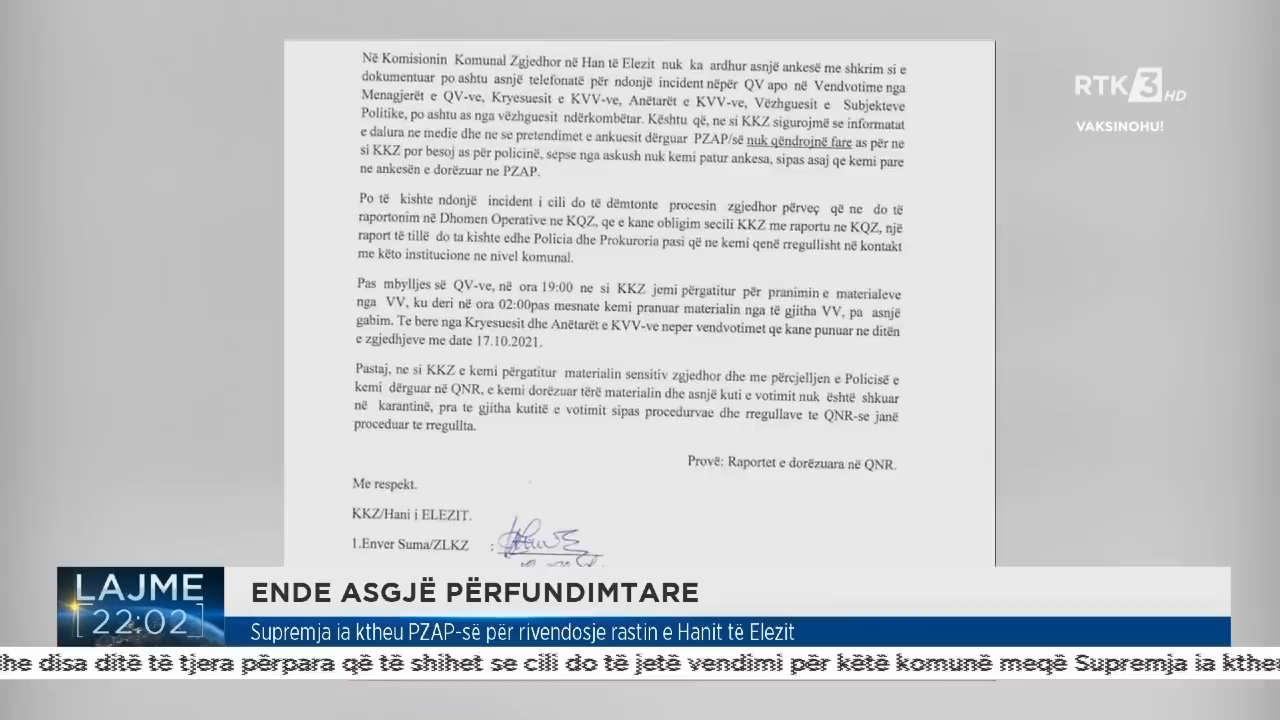 Në Komisionin Komunal Zgjedhor në Han të Elezit nuk ka ardhur asnjë ankesë me shkrim si e
dokumentuar po ashtu asnjë telefonatë për ndonjë incident nëpër QV apo në Vendvotime nga
Menagjerët e QV-ve, Kryesuesit e KVV-ve, Anëtarët e KVV-ve, Vëzhguesit e Subjekteve
Politike, po ashtu as nga vëzhguesit ndërkombëtar. Kështu që, ne si KKZ sigurojmë se informatat
e dalura ne medie dhe ne se pretendimet e ankuesit dërguar PZAP/së nuk qëndrojnë fare as për ne
si KKZ por besoj as për policinë, sepse nga askush nuk kemi patur ankesa, sipas asaj qe kemi pare
ne ankesën e dorëzuar ne PZAP.
Po të kishte ndonjë incident i cili do të dëmtonte procesin zgjedhor përveç që ne do të
raportonim në Dhomen Operative ne KQZ, qe e kane obligim secili KKZ me raportu ne KQZ, një
raport të tillë do ta kishte edhe Policia dhe Prokuroria pasi që ne kemi qenë rregullisht në kontakt
me këto institucione ne nivel komunal.
Pas mbylljes së QV-ve, në ora 19:00 ne si KKZ jemi përgatitur për pranimin e materialeve
nga VV, ku deri në ora 02:00pas mesnate kemi pranuar materialin nga të gjitha VV, pa asnjë
gabim. Te bere nga Kryesuesit dhe Anëtarët e KVV-ve neper vendvotimet qe kane punuar ne ditën
e zgjedhjeve me date 17.10.2021.
Pastaj, ne si KKZ e kemi përgatitur materialin sensitiv zgjedhor dhe me përcjelljen e Policisë e
kemi dërguar në QNR, e kemi dorëzuar tërë materialin dhe asnjë kuti e votimit nuk është shkuar
në karantinë, pra te gjitha kutitë e votimit sipas procedurvae dhe rregullave te QNR-se janë
proceduar te rregullta.
Provë: Raportet e dorëzuara në QNR.
Me respekt.
KKZ/Hani i ELEZIT.
1.Enver Suma/ZLKZ :
RTK 3 HD
VAKSINOHU!
LAJME
22:02
ENDE ASGJË PËRFUNDIMTARE
Supremja ia ktheu PZAP-së për rivendosje rastin e Hanit të Elezit
dhe disa ditë të tjera përpara që të shihet se cili do të jetë vendimi për këtë komunë meqë Supremja ia ktheu